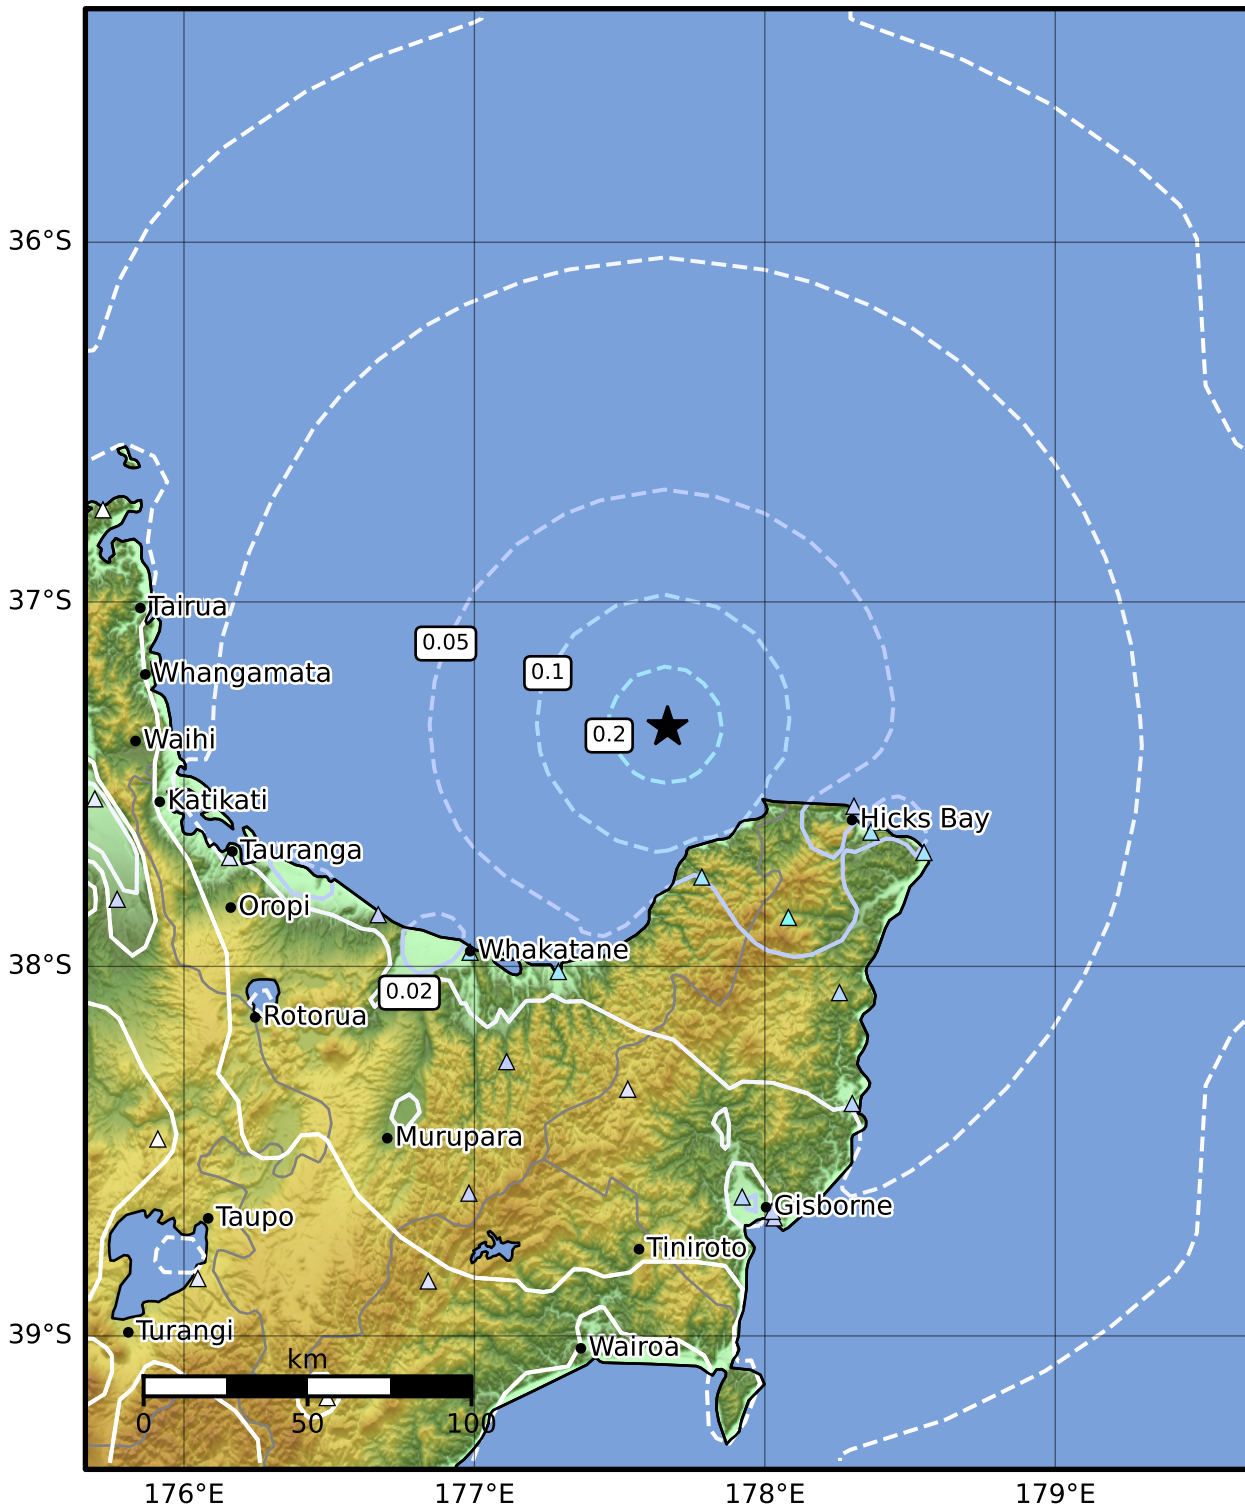 36°S
37°S
Tairua
0.05
0.1
Whangamata
0.2
Waihi
Katikati
Hicks Bay
Tauranga
Oropi
Whakatane
38°S
0.02
Rotorua
Murupara
Gisborne
Taupo
Tiniroto
39°S
Turangi
Wairoa
km
0 50 100
176°E 177°E 178°E 179°E